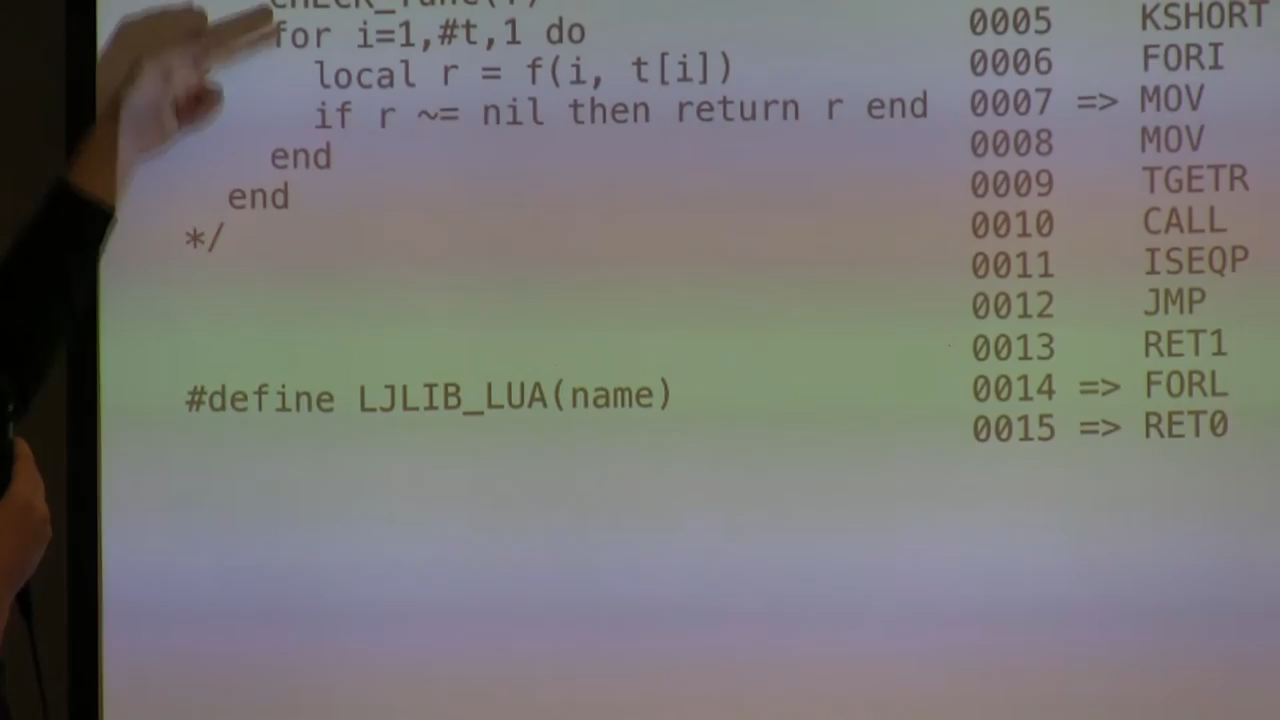 CHECK_func(f)
for i=1,#t,1 do
local r = f(i, t[i])
if r ~= nil then return r end
end
end
*/
#define LJLIB_LUA(name)
0005 KSHORT
0006 FORI
0007 => MOV
0008 MOV
0009 TGETR
0010 CALL
0011 ISEQP
0012 JMP
0013 RET1
0014 => FORL
0015 => RET0